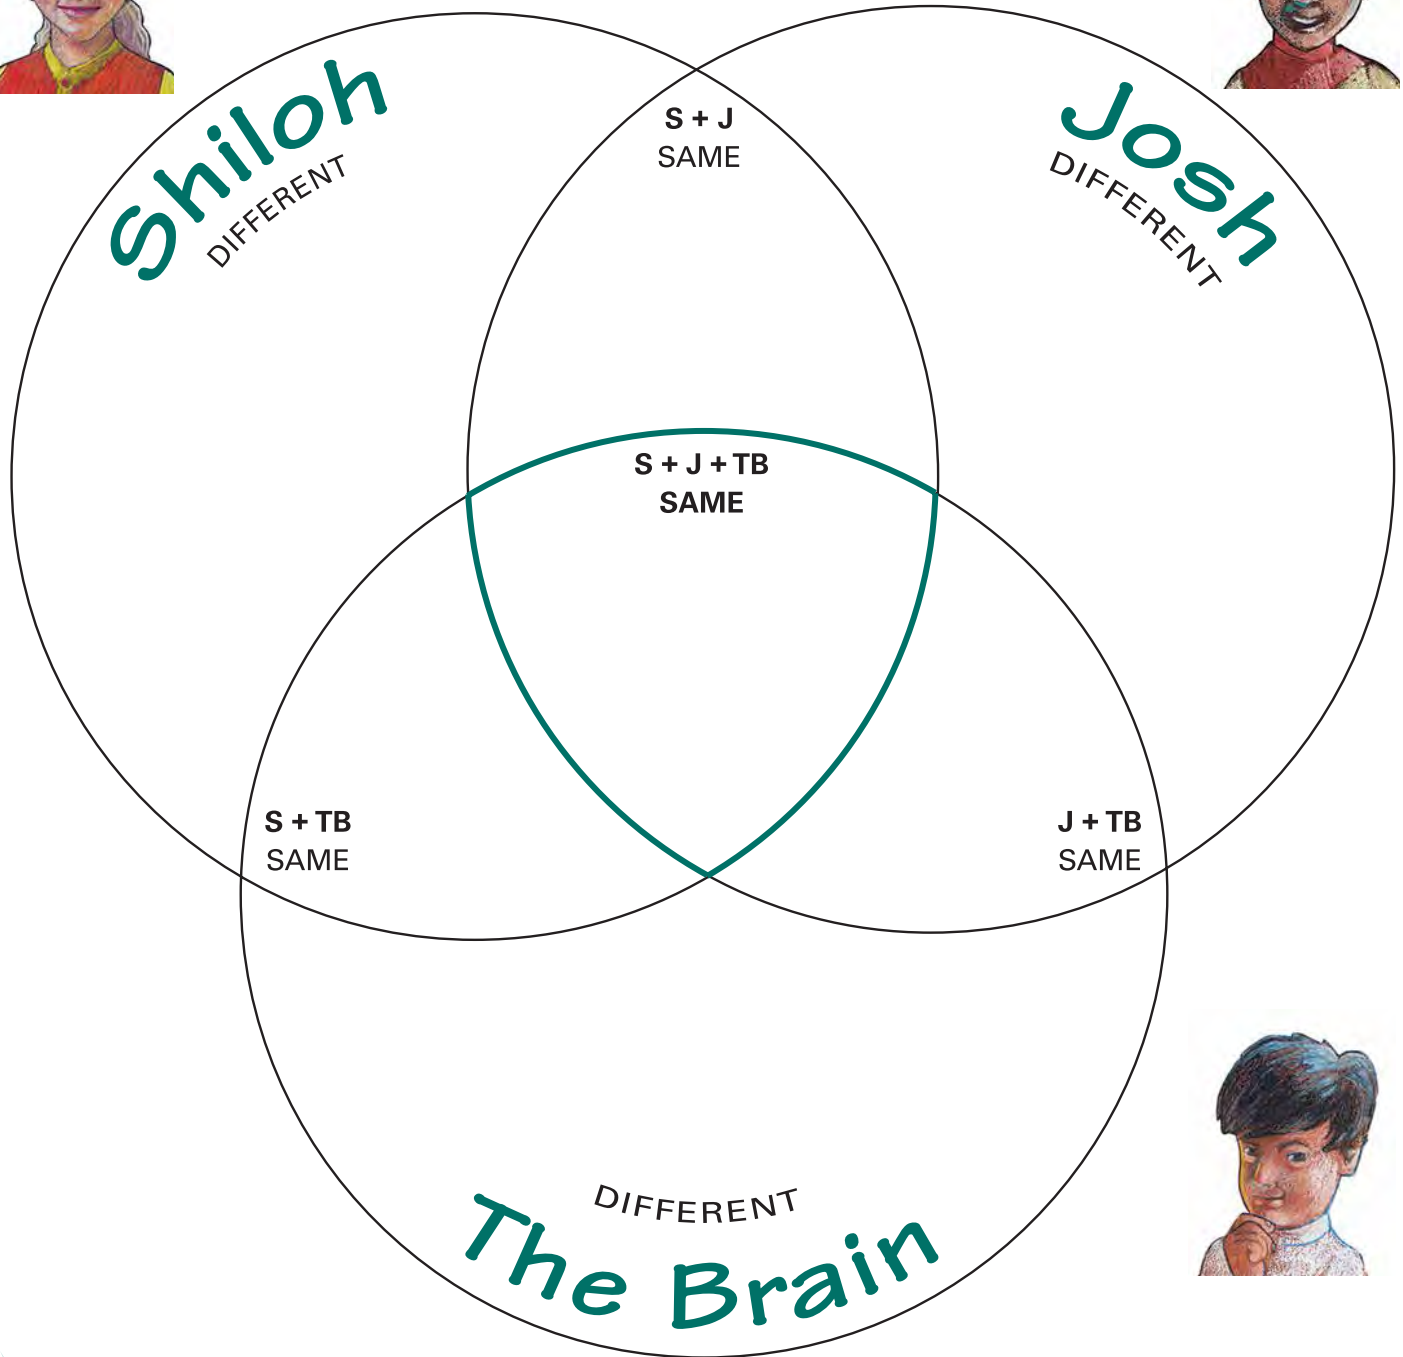 Shiloh
DIFFERENT
S + J
SAME
Josh
DIFFERENT
S + J + TB
SAME
S + TB
SAME
J + TB
SAME
DIFFERENT
The Brain